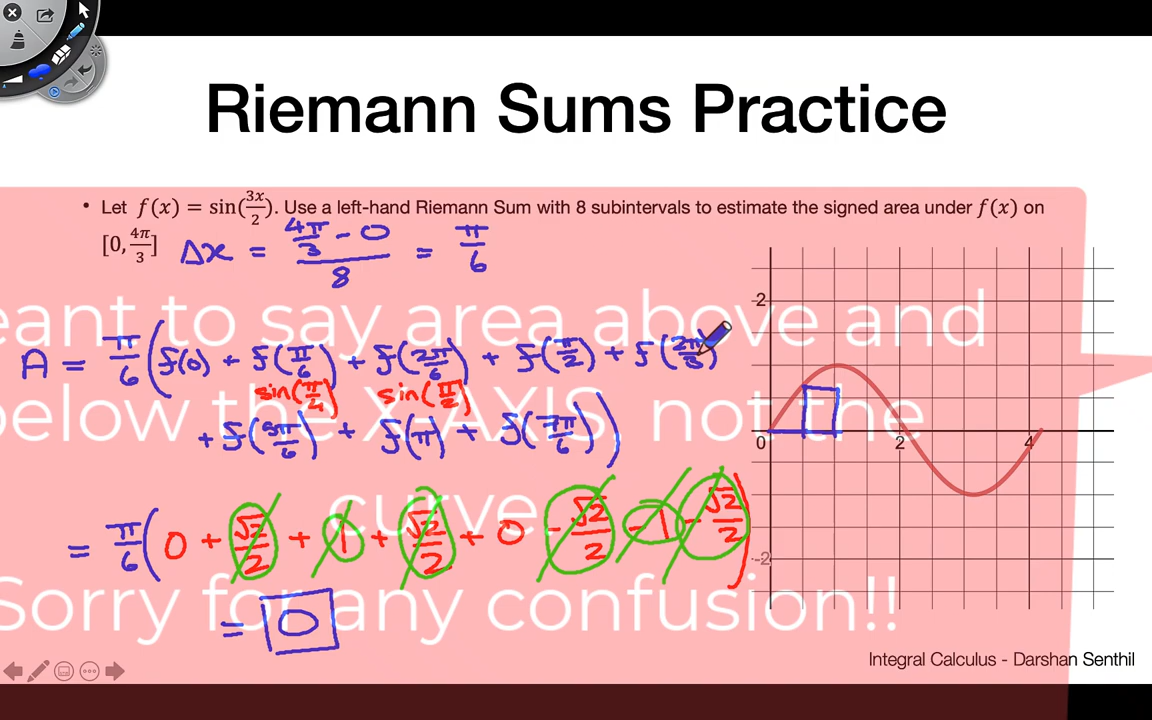 Riemann Sums Practice
• Let f(x) = sin(3x/2). Use a left-hand Riemann Sum with 8 subintervals to estimate the signed area under f(x) on
[0, 4π/3] Δx = (4π/3 - 0)/8 = π/6
eant to say area above and
A = π/6 (f(0) + f(π/6) + f(2π/6) + f(π/2) + f(2π/3)
sin(π/4) sin(π/2)
below the X AXIS, not the
+ f(5π/6) + f(π) + f(7π/6))
curve.
= π/6 (0 + √2/2 + 1 + √2/2 + 0 - √2/2 - 1 - √2/2)
Sorry for any confusion!!
= 0
2
0 2 4
-2
Integral Calculus - Darshan Senthil